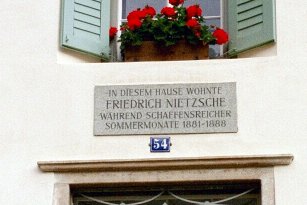 IN DIESEM HAUSE WOHNTE
FRIEDRICH NIETZSCHE
WÄHREND SCHAFFENSREICHER
SOMMERMONATE 1881-1888
54